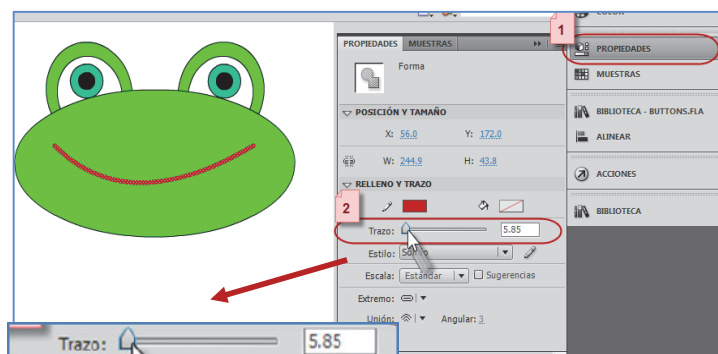 COLOR
1
PROPIEDADES MUESTRAS
PROPIEDADES
Forma
MUESTRAS
POSICIÓN Y TAMAÑO
X: 56.0 Y: 172.0
BIBLIOTECA - BUTTONS.FLA
ALINEAR
W: 244.9 H: 43.8
RELLENO Y TRAZO
ACCIONES
2
BIBLIOTECA
Trazo: 5.85
Estilo:
Escala: Estándar Sugerencias
Extremo:
Unión: Angular: 3
Trazo: 5.85